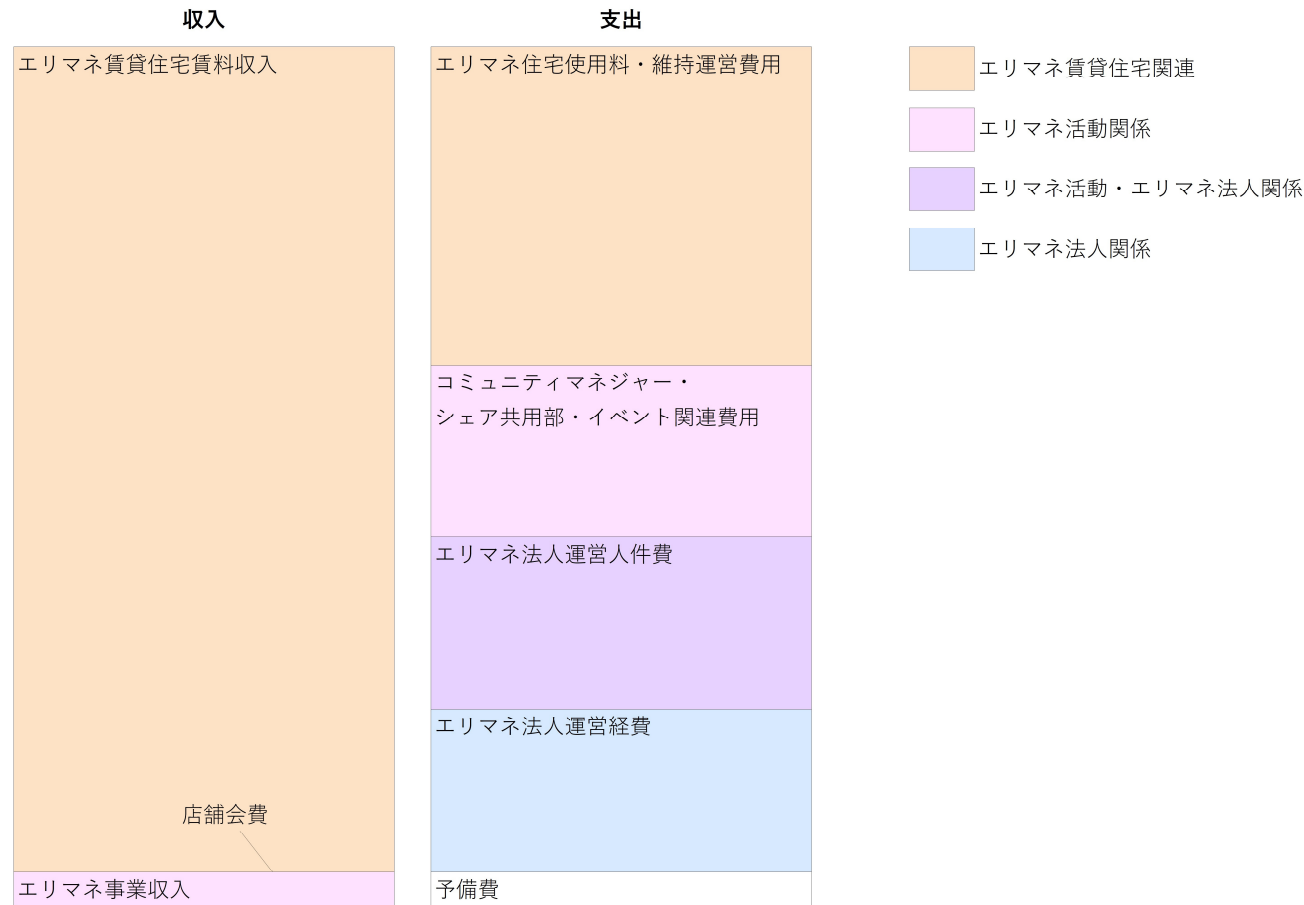 収入
エリマネ賃貸住宅賃料収入
店舗会費
エリマネ事業収入
支出
エリマネ住宅使用料・維持運営費用
コミュニティマネジャー・
シェア共用部・イベント関連費用
エリマネ法人運営人件費
エリマネ法人運営経費
予備費
エリマネ賃貸住宅関連
エリマネ活動関係
エリマネ活動・エリマネ法人関係
エリマネ法人関係